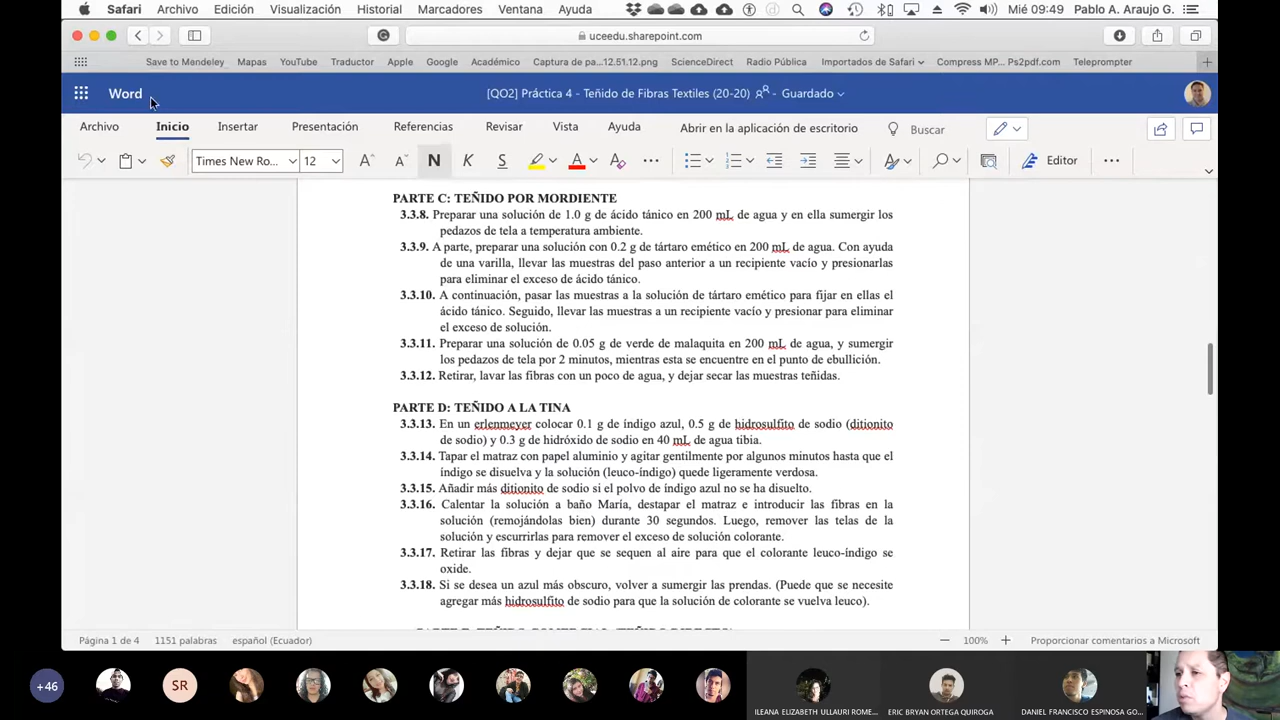 Safari Archivo Edición Visualización Historial Marcadores Ventana Ayuda Mié 09:49 Pablo A. Araujo G.
uceedu.sharepoint.com
Save to Mendeley Mapas YouTube Traductor Apple Google Académico Captura de pa...12.51.12.png ScienceDirect Radio Pública Importados de Safari Compress MP... Ps2pdf.com Teleprompter
Word [QO2] Práctica 4 - Teñido de Fibras Textiles (20-20) - Guardado
Archivo Inicio Insertar Presentación Referencias Revisar Vista Ayuda Abrir en la aplicación de escritorio Buscar
Times New Ro... 12 N K S A Editor
PARTE C: TEÑIDO POR MORDIENTE
3.3.8. Preparar una solución de 1.0 g de ácido tánico en 200 mL de agua y en ella sumergir los
pedazos de tela a temperatura ambiente.
3.3.9. A parte, preparar una solución con 0.2 g de tártaro emético en 200 mL de agua. Con ayuda
de una varilla, llevar las muestras del paso anterior a un recipiente vacío y presionarlas
para eliminar el exceso de ácido tánico.
3.3.10. A continuación, pasar las muestras a la solución de tártaro emético para fijar en ellas el
ácido tánico. Seguido, llevar las muestras a un recipiente vacío y presionar para eliminar
el exceso de solución.
3.3.11. Preparar una solución de 0.05 g de verde de malaquita en 200 mL de agua, y sumergir
los pedazos de tela por 2 minutos, mientras esta se encuentre en el punto de ebullición.
3.3.12. Retirar, lavar las fibras con un poco de agua, y dejar secar las muestras teñidas.
PARTE D: TEÑIDO A LA TINA
3.3.13. En un erlenmeyer colocar 0.1 g de índigo azul, 0.5 g de hidrosulfito de sodio (ditionito
de sodio) y 0.3 g de hidróxido de sodio en 40 mL de agua tibia.
3.3.14. Tapar el matraz con papel aluminio y agitar gentilmente por algunos minutos hasta que el
índigo se disuelva y la solución (leuco-índigo) quede ligeramente verdosa.
3.3.15. Añadir más ditionito de sodio si el polvo de índigo azul no se ha disuelto.
3.3.16. Calentar la solución a baño María, destapar el matraz e introducir las fibras en la
solución (remojándolas bien) durante 30 segundos. Luego, remover las telas de la
solución y escurrirlas para remover el exceso de solución colorante.
3.3.17. Retirar las fibras y dejar que se sequen al aire para que el colorante leuco-índigo se
oxide.
3.3.18. Si se desea un azul más obscuro, volver a sumergir las prendas. (Puede que se necesite
agregar más hidrosulfito de sodio para que la solución de colorante se vuelva leuco).
Página 1 de 4 1151 palabras español (Ecuador) 100% Proporcionar comentarios a Microsoft
+46 SR
ILEANA ELIZABETH ULLAURI ROME... ERIC BRYAN ORTEGA QUIROGA DANIEL FRANCISCO ESPINOSA GO...